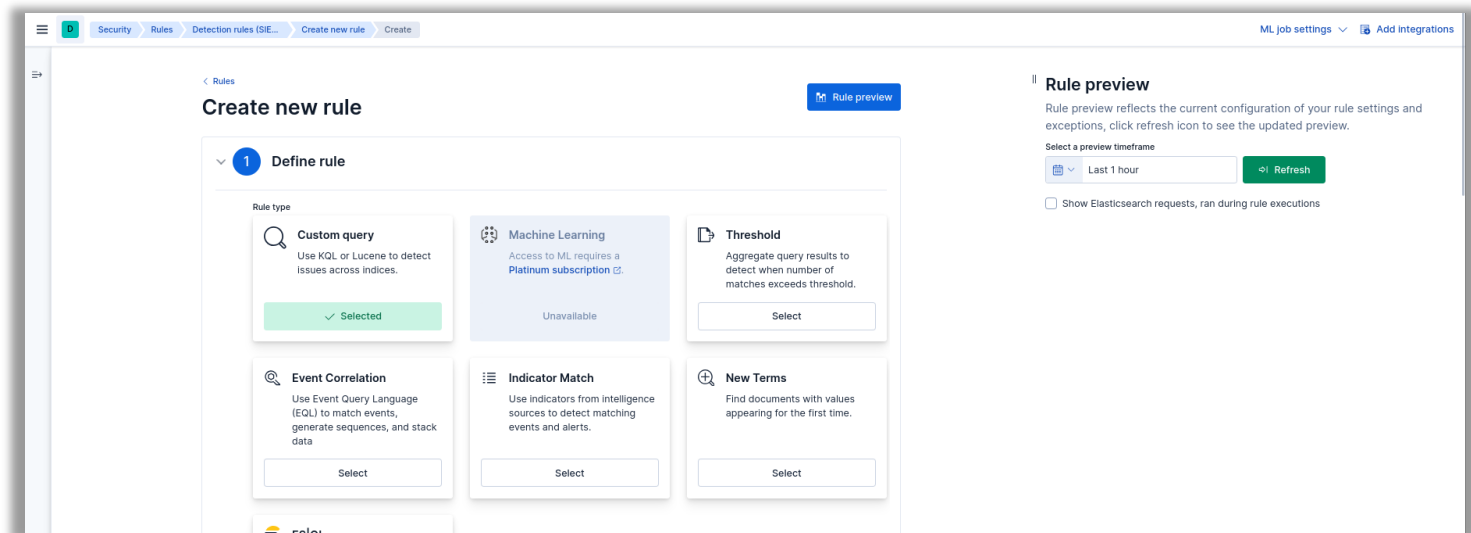 D Security Rules Detection rules (SIE... Create new rule Create ML job settings Add integrations
Rules
Create new rule
Rule preview
1 Define rule
Rule type
Custom query
Use KQL or Lucene to detect
issues across indices.
Selected
Machine Learning
Access to ML requires a
Platinum subscription.
Unavailable
Threshold
Aggregate query results to
detect when number of
matches exceeds threshold.
Select
Event Correlation
Use Event Query Language
(EQL) to match events,
generate sequences, and stack
data
Select
Indicator Match
Use indicators from intelligence
sources to detect matching
events and alerts.
Select
New Terms
Find documents with values
appearing for the first time.
Select
Rule preview
Rule preview reflects the current configuration of your rule settings and
exceptions, click refresh icon to see the updated preview.
Select a preview timeframe
Last 1 hour
Refresh
Show Elasticsearch requests, ran during rule executions